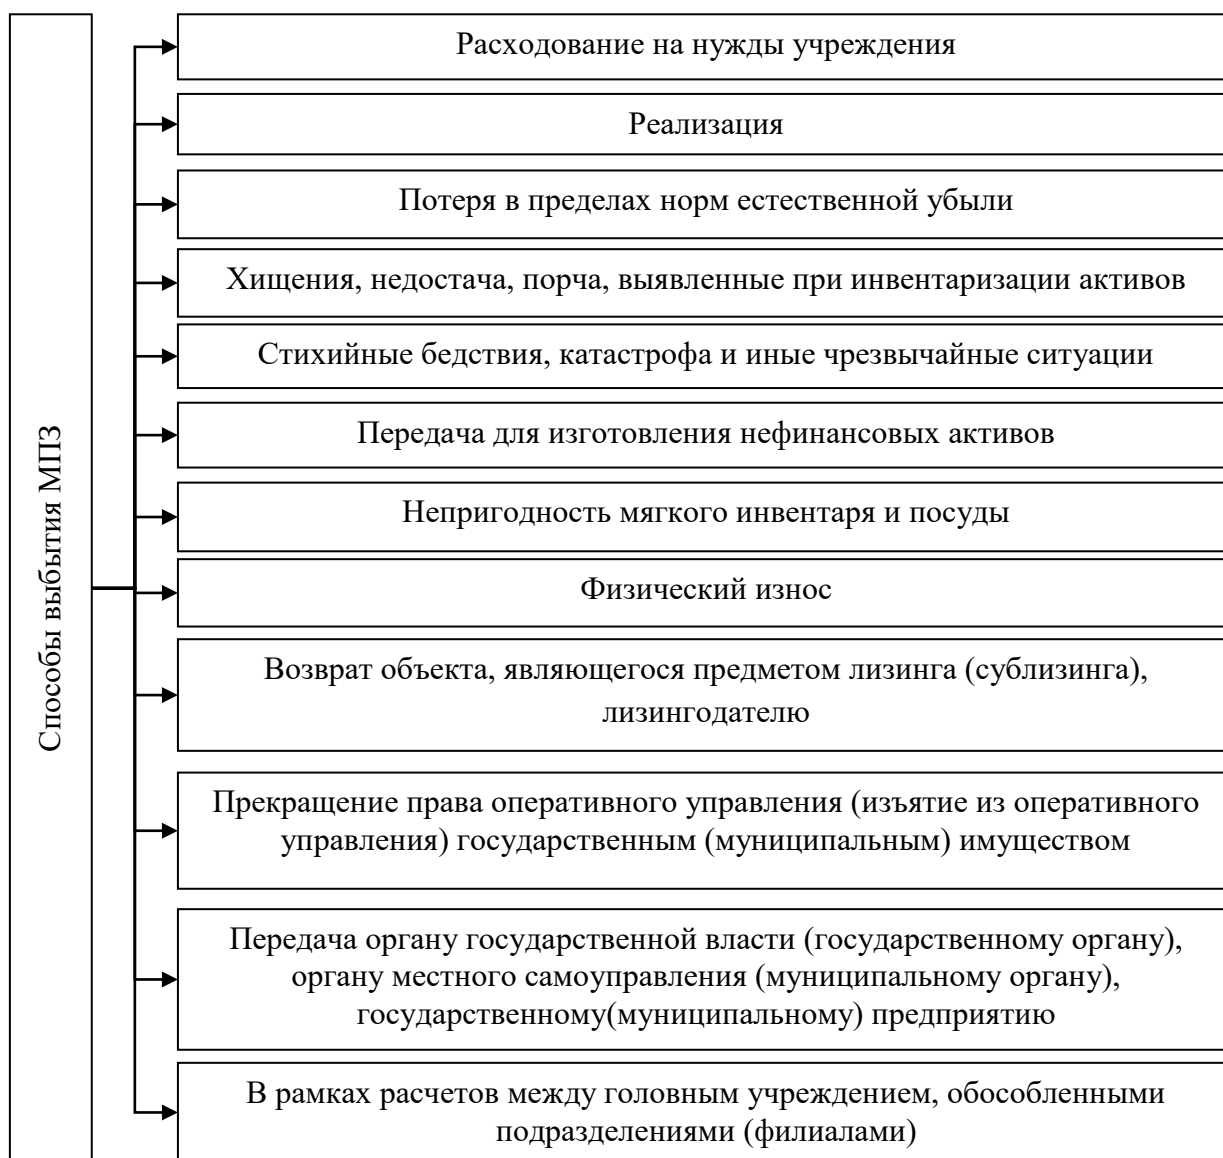 Способы выбытия МПЗ
Расходование на нужды учреждения
Реализация
Потеря в пределах норм естественной убыли
Хищения, недостача, порча, выявленные при инвентаризации активов
Стихийные бедствия, катастрофа и иные чрезвычайные ситуации
Передача для изготовления нефинансовых активов
Непригодность мягкого инвентаря и посуды
Физический износ
Возврат объекта, являющегося предметом лизинга (сублизинга),
лизингодателю
Прекращение права оперативного управления (изъятие из оперативного
управления) государственным (муниципальным) имуществом
Передача органу государственной власти (государственному органу),
органу местного самоуправления (муниципальному органу),
государственному(муниципальному) предприятию
В рамках расчетов между головным учреждением, обособленными
подразделениями (филиалами)